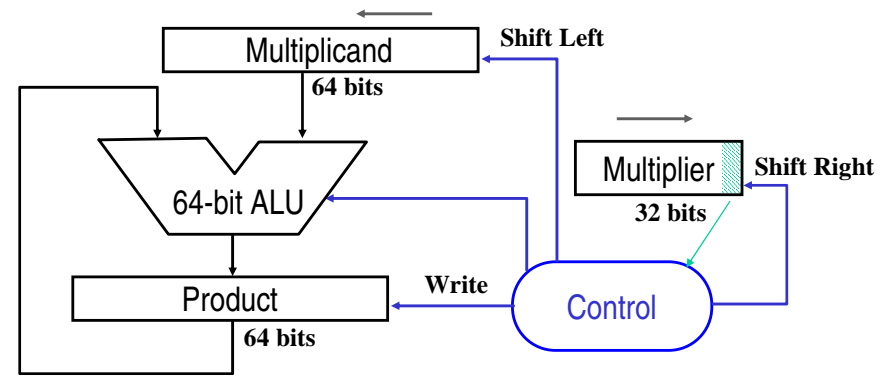 Multiplicand
Shift Left
64 bits
Multiplier
Shift Right
32 bits
64-bit ALU
Write
Product
Control
64 bits